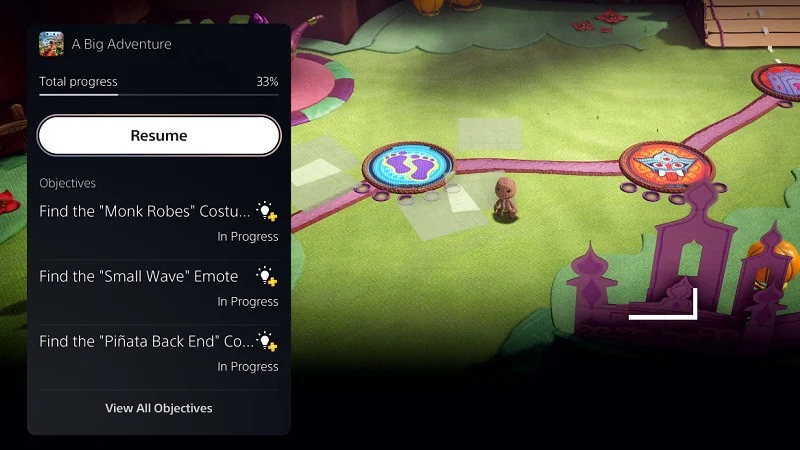 A Big Adventure
Total progress 33%
Resume
Objectives
Find the "Monk Robes" Costu...
In Progress
Find the "Small Wave" Emote
In Progress
Find the "Piñata Back End" Co...
In Progress
View All Objectives